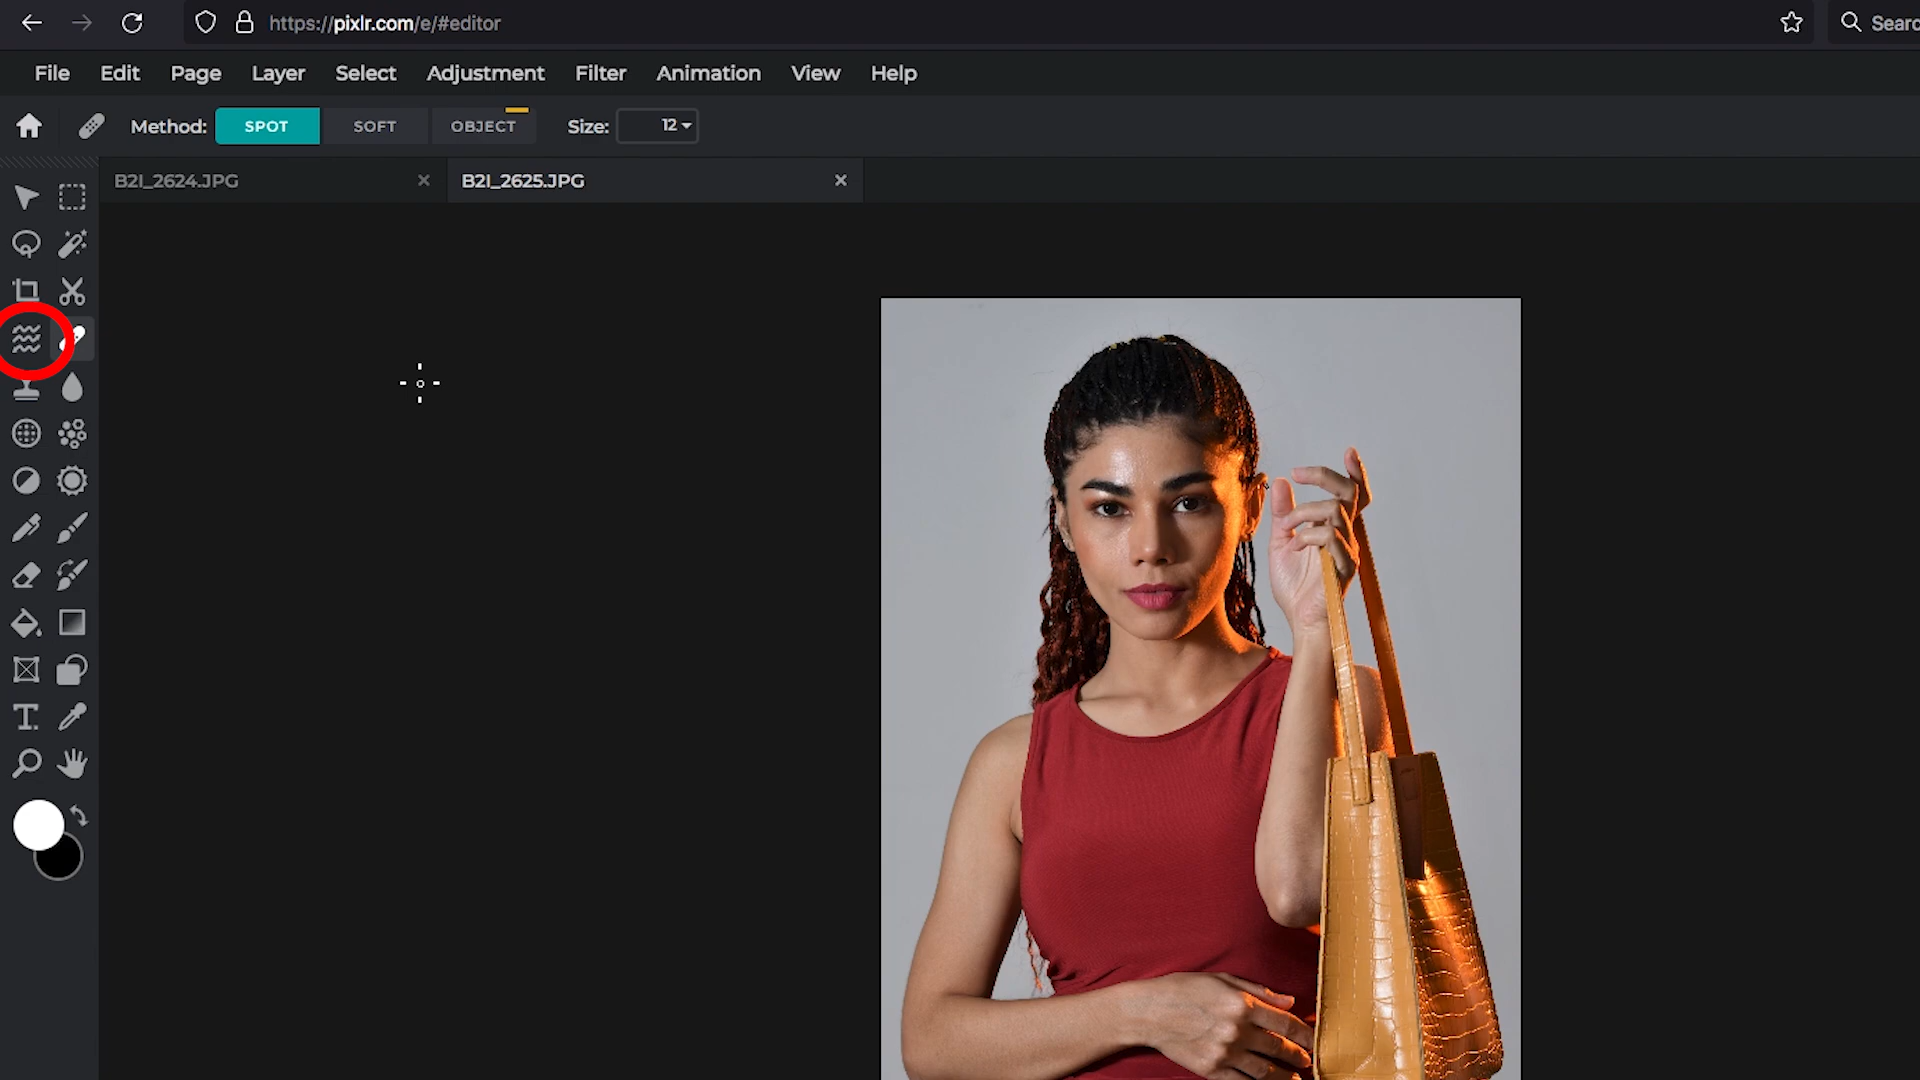 https://pixlr.com/e/#editor
Searc
File Edit Page Layer Select Adjustment Filter Animation View Help
Method: SPOT SOFT OBJECT Size: 12
B2I_2624.JPG B2I_2625.JPG